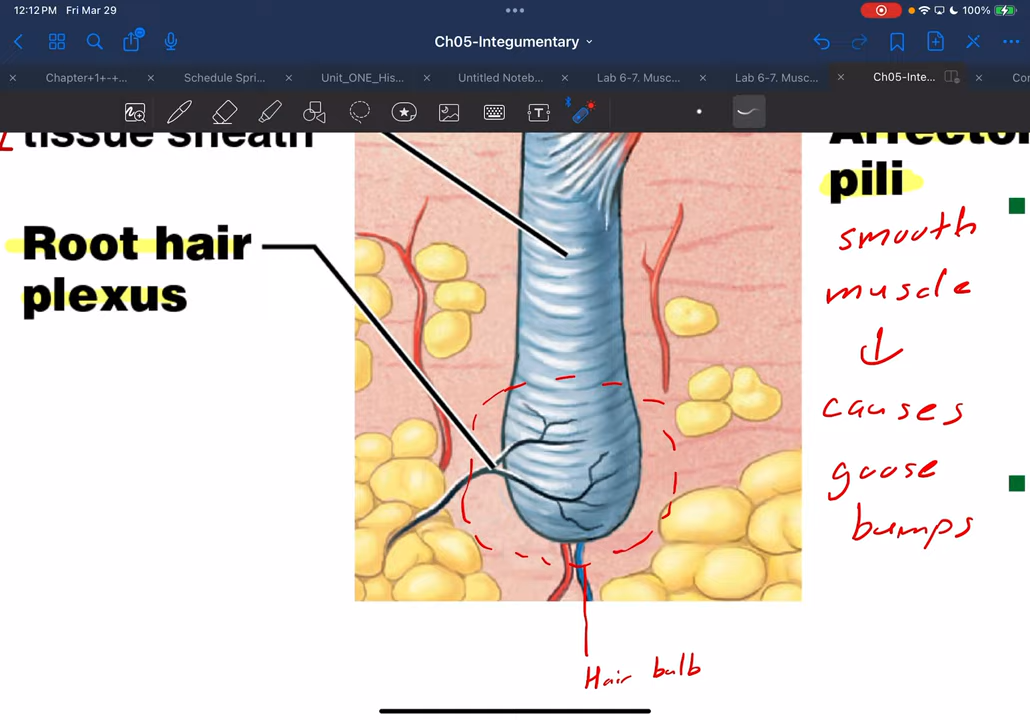 12:12 PM Fri Mar 29
100%
Ch05-Integumentary
Chapter+1+-+...
Schedule Spri...
Unit_ONE_His...
Untitled Noteb...
Lab 6-7. Musc...
Lab 6-7. Musc...
Ch05-Inte...
Cor
tissue sheath
Arrector
pili
Root hair
plexus
smooth
muscle
causes
goose
bumps
Hair bulb